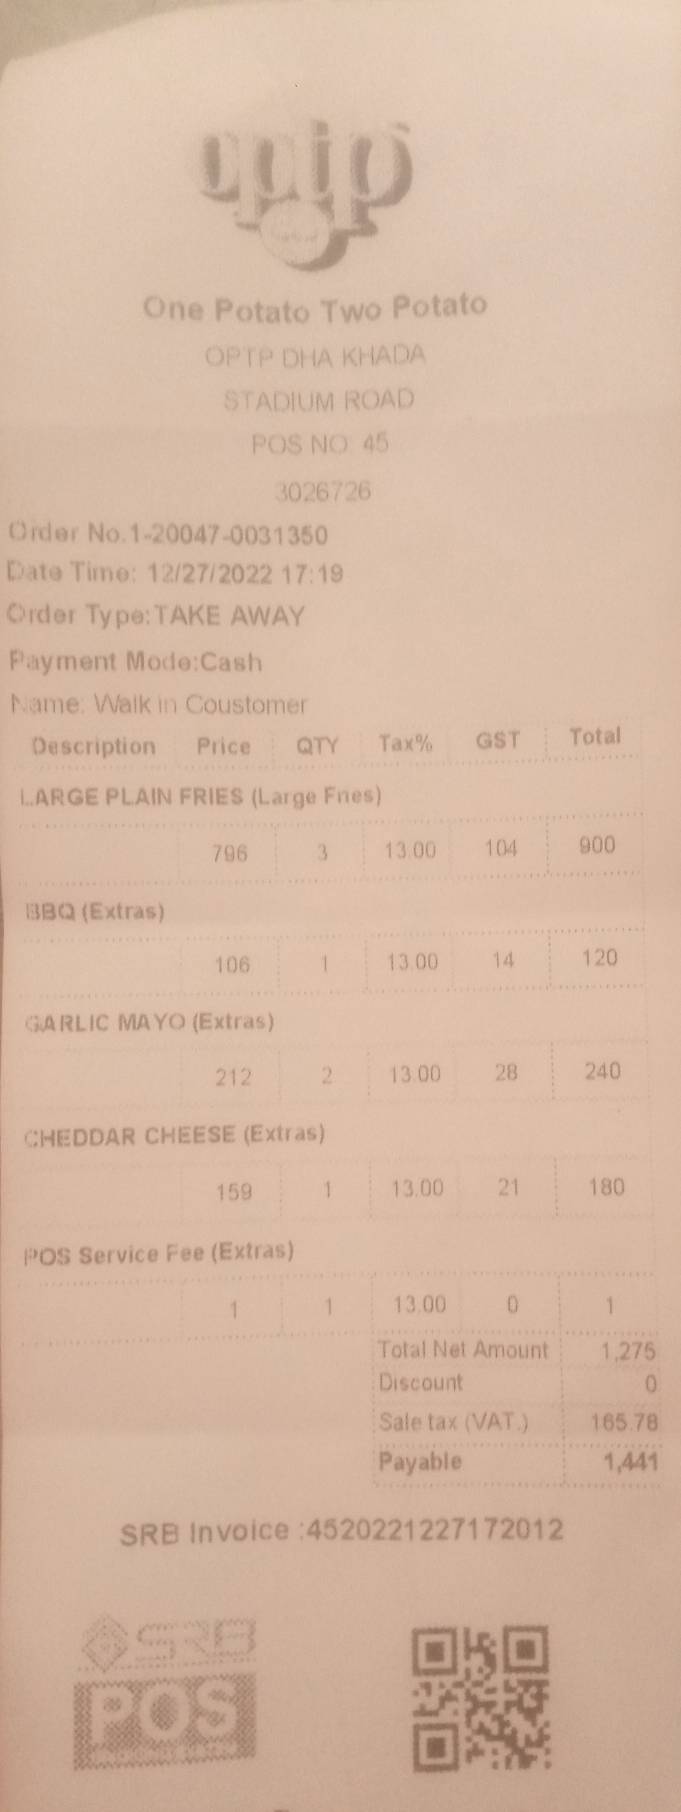 optp
One Potato Two Potato
OPTP DHA KHADA
STADIUM ROAD
POS NO: 45
3026726
Order No.1-20047-0031350
Date Time: 12/27/2022 17:19
Order Type:TAKE AWAY
Payment Mode:Cash
Name: Walk in Coustomer
Description Price QTY Tax% GST Total
LARGE PLAIN FRIES (Large Fries)
796 3 13.00 104 900
BBQ (Extras)
106 1 13.00 14 120
GARLIC MAYO (Extras)
212 2 13.00 28 240
CHEDDAR CHEESE (Extras)
159 1 13.00 21 180
POS Service Fee (Extras)
1 1 13.00 0 1
Total Net Amount 1,275
Discount 0
Sale tax (VAT.) 165.78
Payable 1,441
SRB Invoice :4520221227172012
SRB
POS